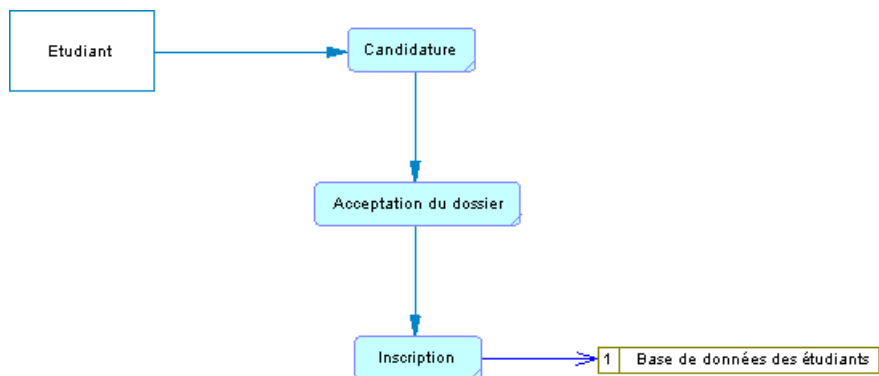 Etudiant
Candidature
Acceptation du dossier
Inscription
1 Base de données des étudiants